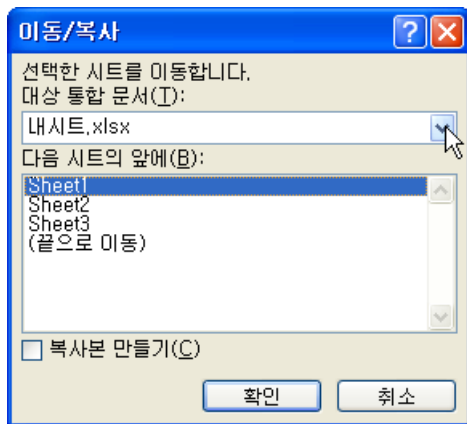 이동/복사
선택한 시트를 이동합니다.
대상 통합 문서(T):
내시트.xlsx
다음 시트의 앞에(B):
Sheet1
Sheet2
Sheet3
(끝으로 이동)
복사본 만들기(C)
확인 취소